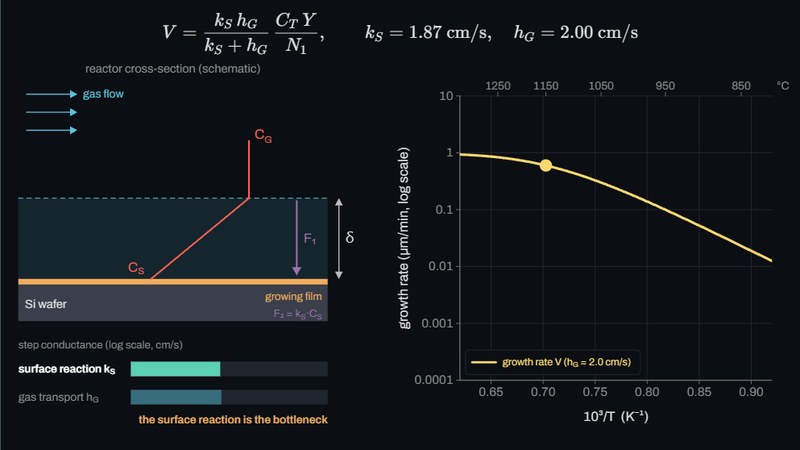 V = k_S h_G / (k_S + h_G) C_T Y / N_1, k_S = 1.87 cm/s, h_G = 2.00 cm/s
reactor cross-section (schematic)
gas flow
C_G
C_S
F₁
δ
growing film
Si wafer
F₂ = k_S·C_S
step conductance (log scale, cm/s)
surface reaction k_S
gas transport h_G
the surface reaction is the bottleneck
1250 1150 1050 950 850 °C
10
1
0.1
0.01
0.001
0.0001
growth rate (μm/min, log scale)
growth rate V (h_G = 2.0 cm/s)
0.65 0.70 0.75 0.80 0.85 0.90
10³/T (K⁻¹)